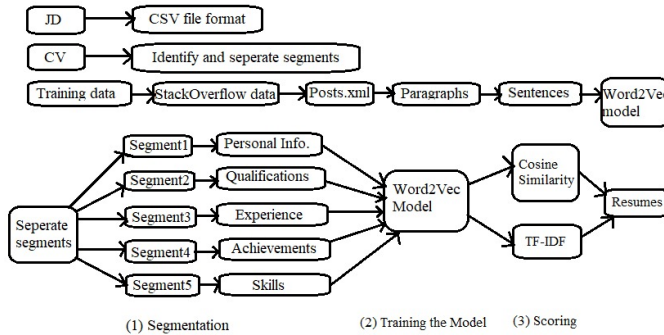 JD
CSV file format
CV
Identify and seperate segments
Training data
StackOverflow data
Posts.xml
Paragraphs
Sentences
Word2Vec
model
Seperate
segments
Segment1
Personal Info.
Segment2
Qualifications
Segment3
Experience
Segment4
Achievements
Segment5
Skills
Word2Vec
Model
Cosine
Similarity
TF-IDF
Resumes
(1) Segmentation
(2) Training the Model
(3) Scoring